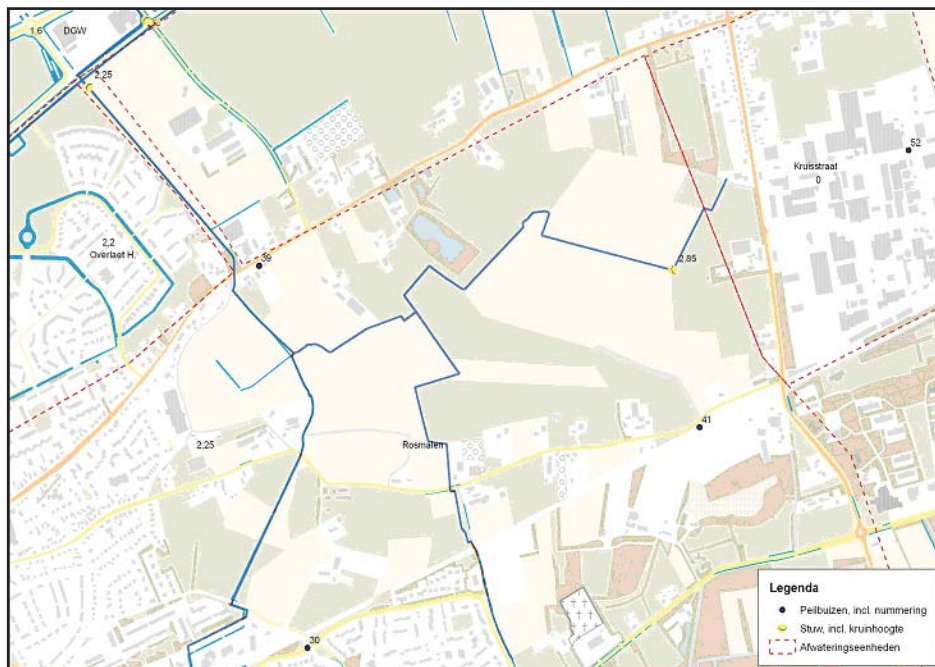 1,6
DGW
2,25
52
Kruisstraat
0
2,2
Overlaet H.
39
2,85
41
2,25
Rosmalen
30
Legenda
Peilbuizen, incl. nummering
Stuw, incl. kruinhoogte
Afwateringseenheden